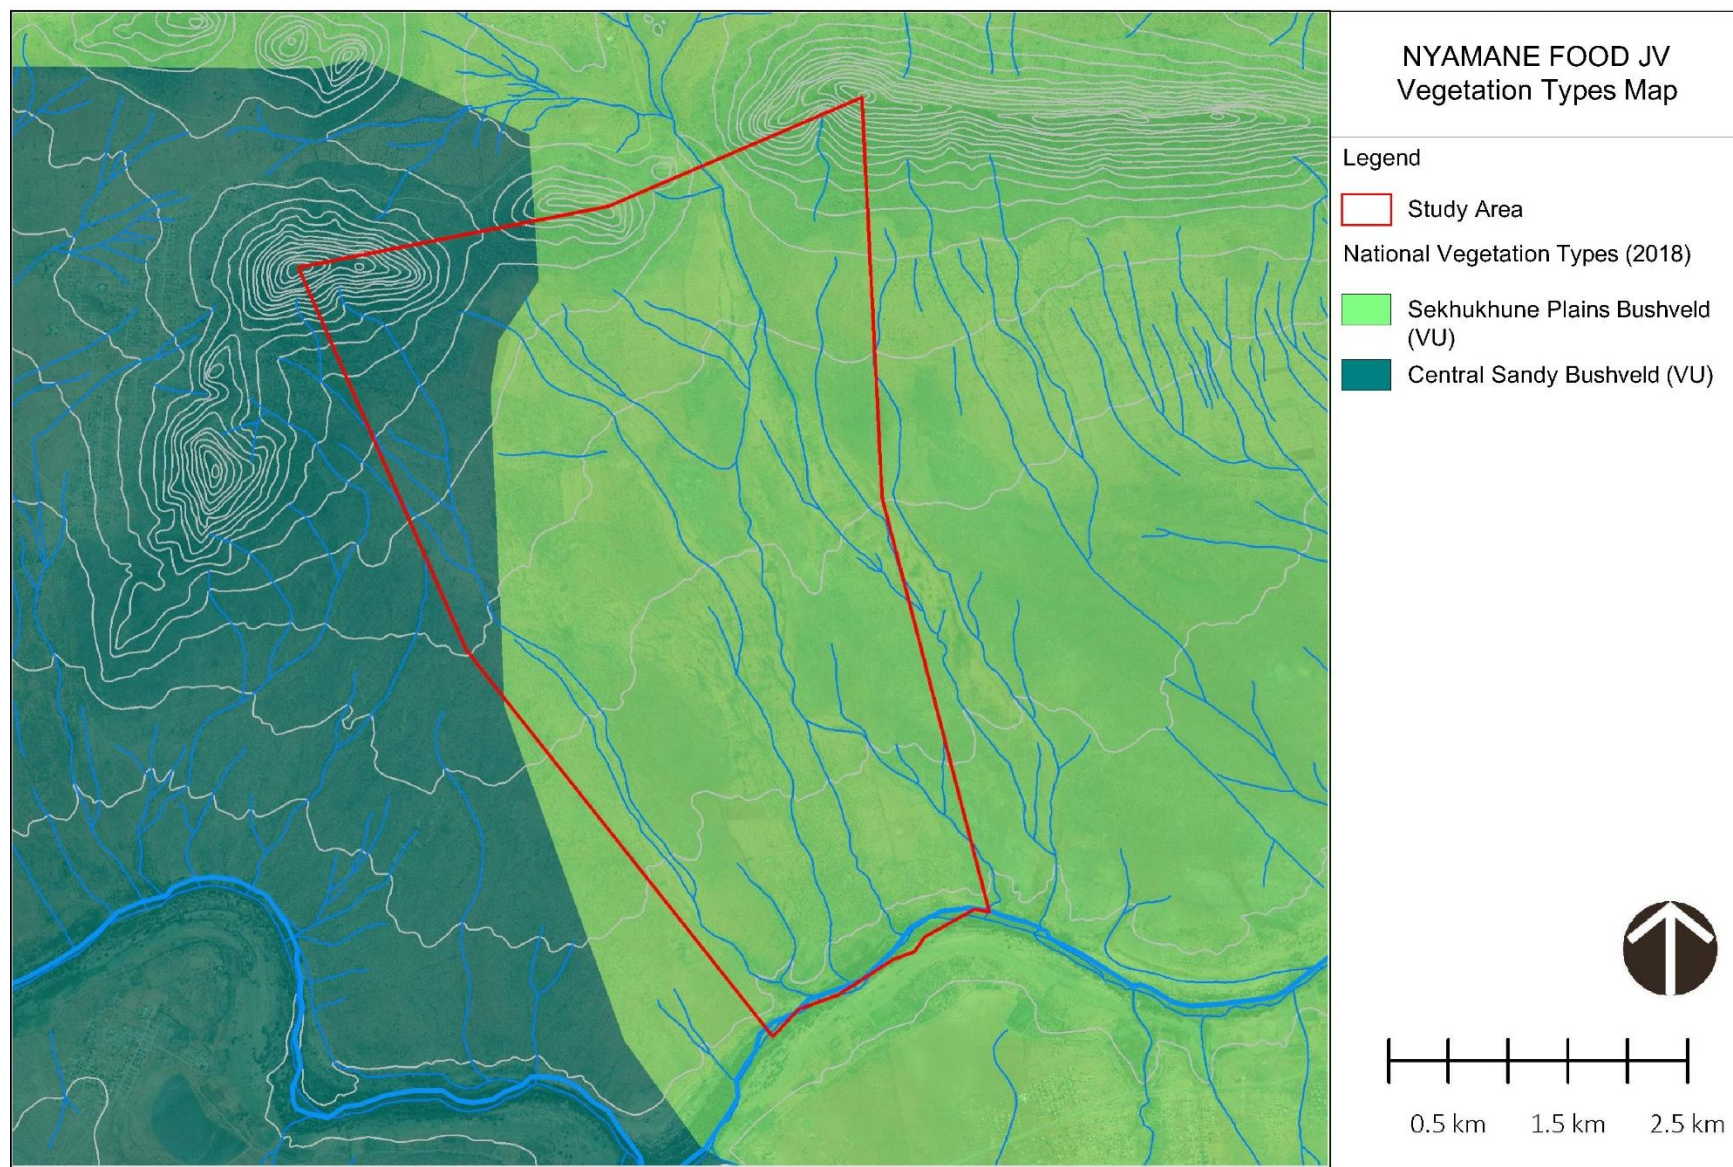 NYAMANE FOOD JV
Vegetation Types Map
Legend
Study Area
National Vegetation Types (2018)
Sekhukhune Plains Bushveld
(VU)
Central Sandy Bushveld (VU)
0.5 km 1.5 km 2.5 km